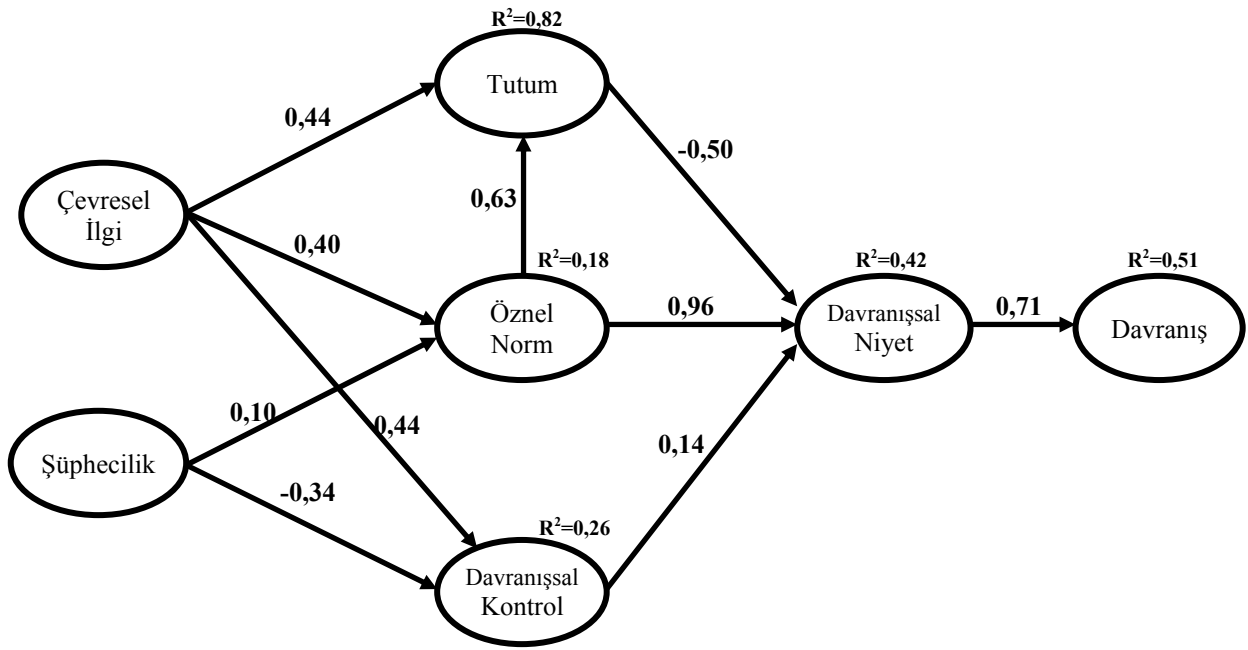 R²=0,82
Tutum
0,44
-0,50
Çevresel
İlgi
0,63
0,40
R²=0,18
R²=0,42
R²=0,51
Öznel
Norm
0,96
Davranışsal
Niyet
0,71
Davranış
0,10
0,44
0,14
Şüphecilik
-0,34
R²=0,26
Davranışsal
Kontrol